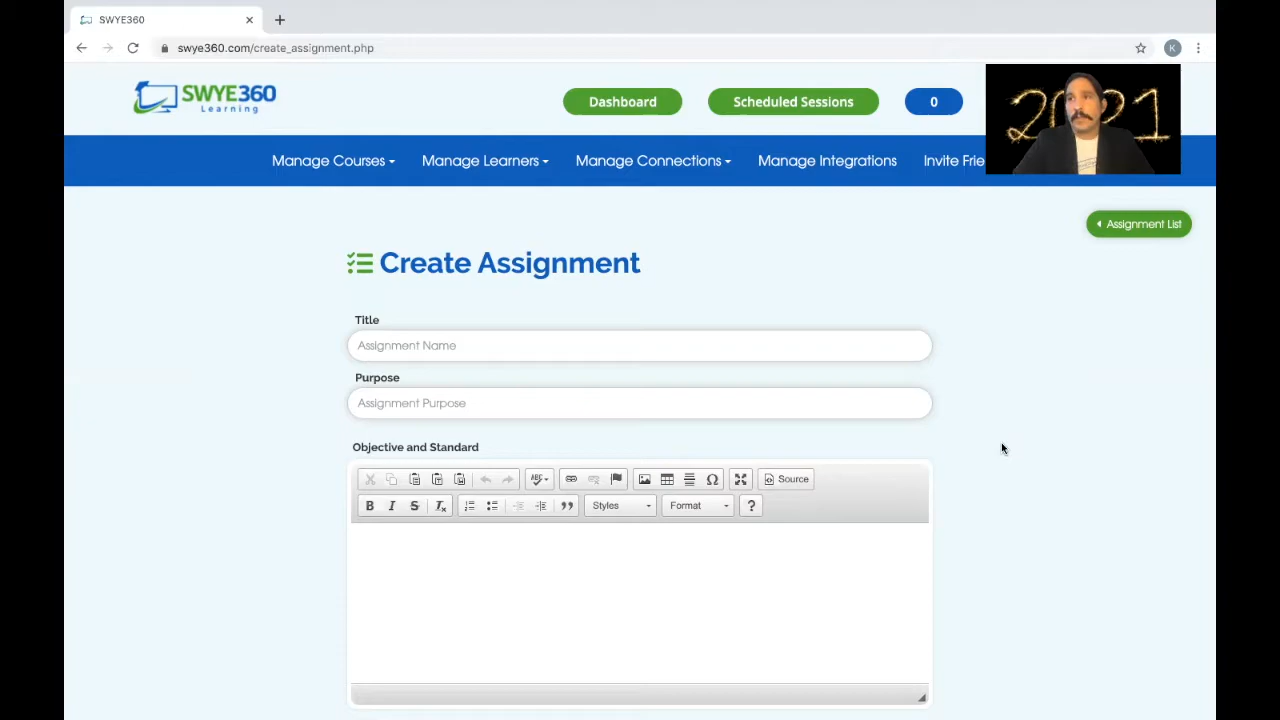 SWYE360
swye360.com/create_assignment.php
K
SWYE360
Learning
Dashboard
Scheduled Sessions
0
2021
Manage Courses
Manage Learners
Manage Connections
Manage Integrations
Invite Frie
Assignment List
Create Assignment
Title
Assignment Name
Purpose
Assignment Purpose
Objective and Standard
ABC
Ω
Source
B I S Tx
Styles
Format
?